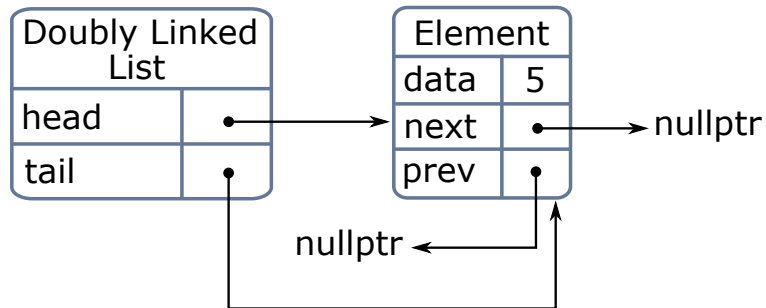 Doubly Linked
List
head
tail
Element
data 5
next
prev
nullptr
nullptr